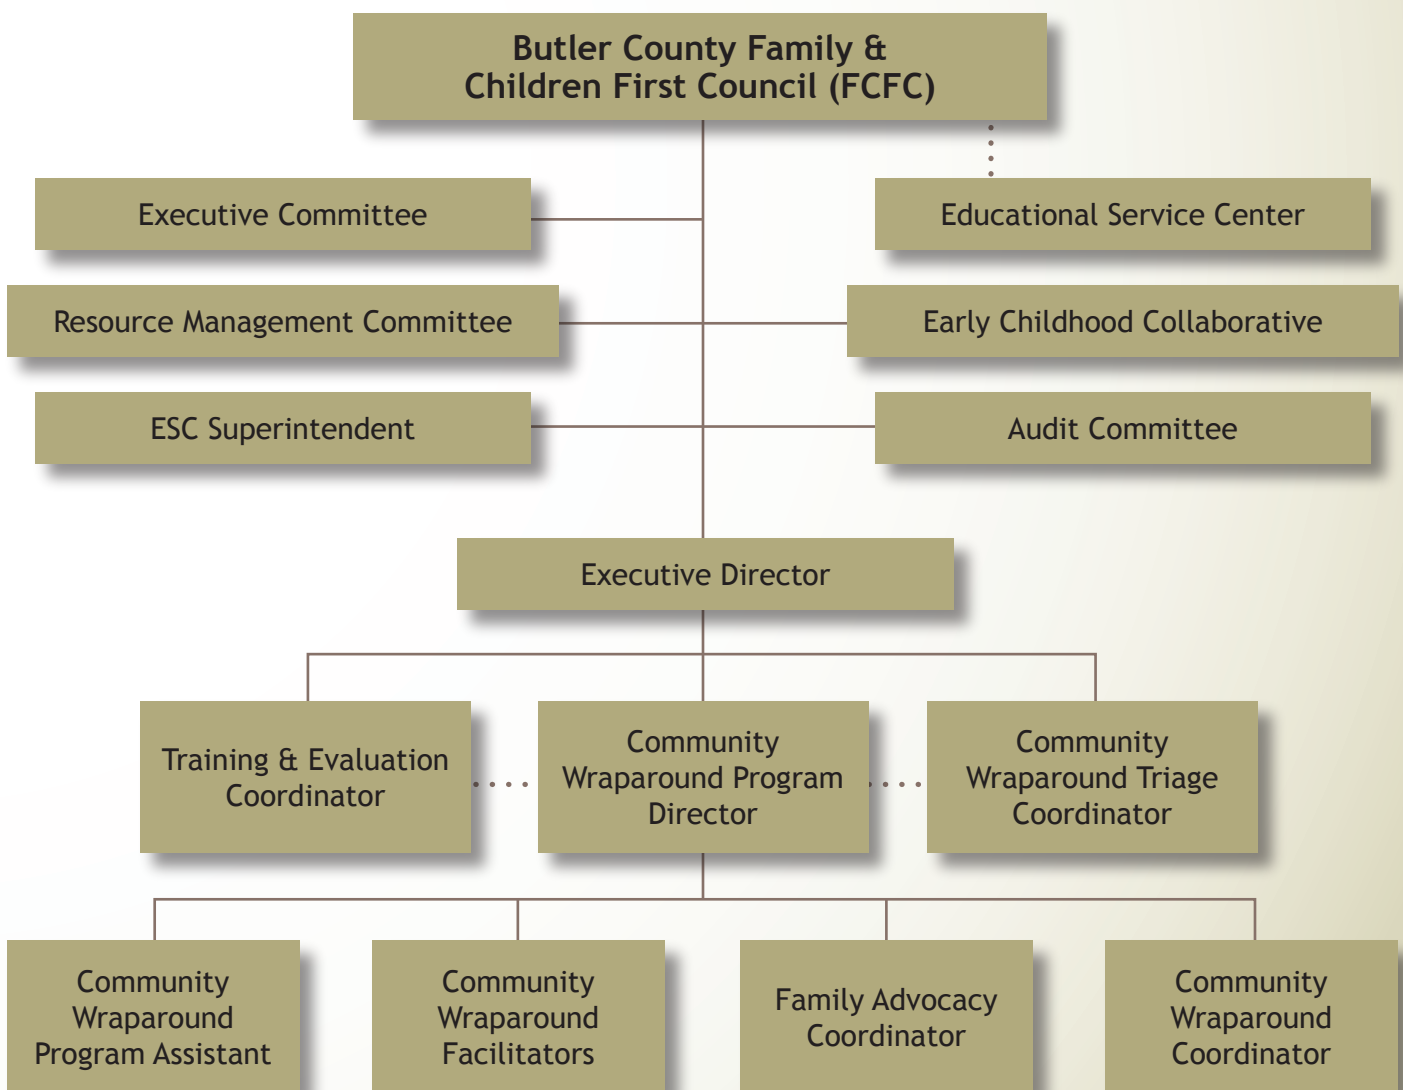 Butler County Family &
Children First Council (FCFC)
Executive Committee
Educational Service Center
Resource Management Committee
Early Childhood Collaborative
ESC Superintendent
Audit Committee
Executive Director
Training & Evaluation
Coordinator
Community
Wraparound Program
Director
Community
Wraparound Triage
Coordinator
Community
Wraparound
Program Assistant
Community
Wraparound
Facilitators
Family Advocacy
Coordinator
Community
Wraparound
Coordinator